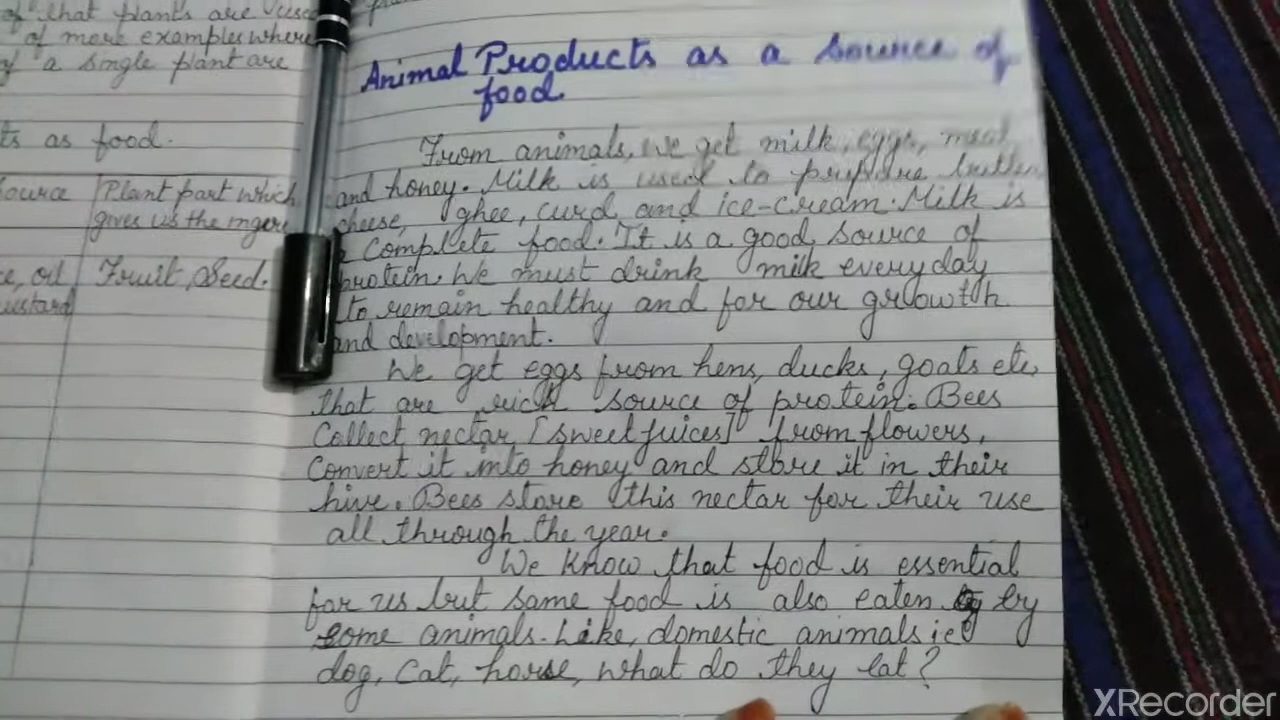 of that plants are used
of more examples where
of a single plant are
ts as food.
Source Plant part which
gives us the ingre
ce, oil Fruit, Seed.
ustard
Animal Products as a source of
food
From animals, we get milk, eggs, meat
and honey. Milk is used to prepare butter
cheese, ghee, curd, and ice-cream. Milk is
a complete food. It is a good source of
protein. We must drink milk everyday
to remain healthy and for our growth
and development.
We get eggs from hens, ducks, goats etc,
that are rich source of protein. Bees
Collect nectar [sweet juices] from flowers,
convert it into honey and store it in their
hive. Bees store this nectar for their use
all through the year.
We know that food is essential
for us but same food is also eaten by
some animals. Like, domestic animals ie
dog, cat, horse, what do they eat?
XRecorder